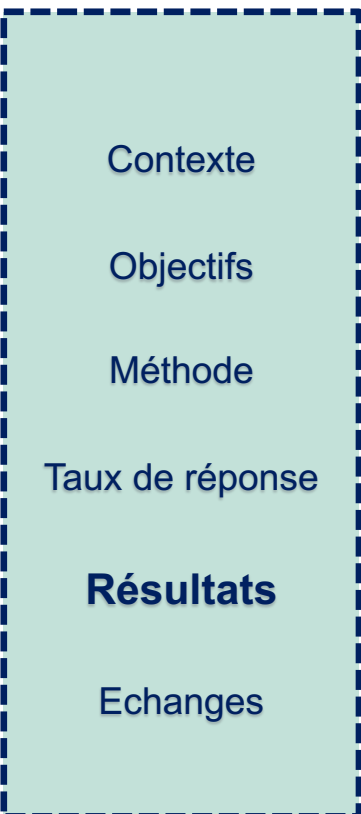 Contexte
Objectifs
Méthode
Taux de réponse
Résultats
Echanges